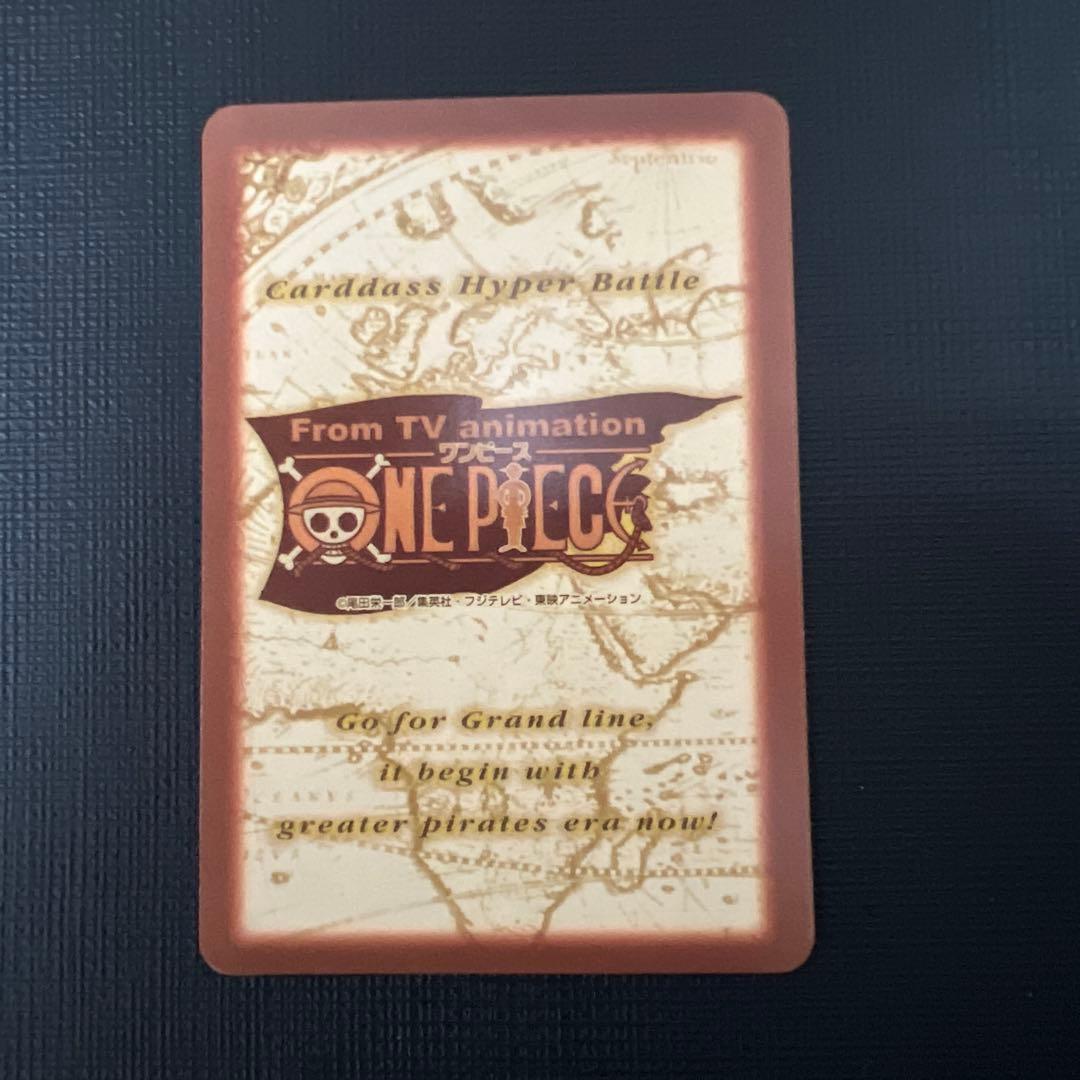 Septentrio
Carddass Hyper Battle
From TV animation
ワンピース
ONE PIECE
©尾田栄一郎／集英社・フジテレビ・東映アニメーション
Go for Grand line,
it begin with
greater pirates era now!